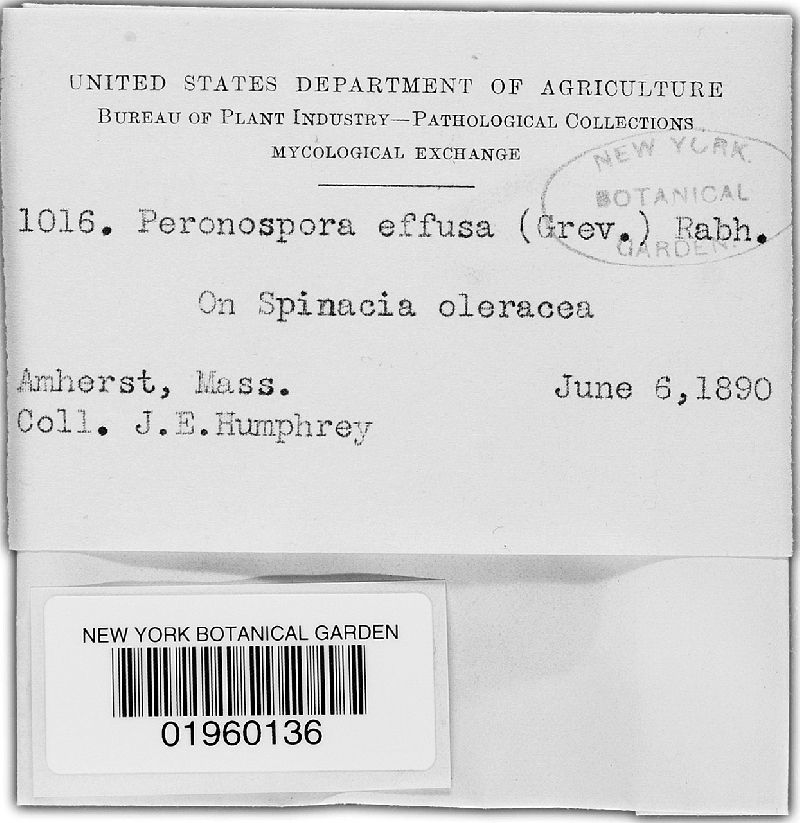 UNITED STATES DEPARTMENT OF AGRICULTURE
BUREAU OF PLANT INDUSTRY—PATHOLOGICAL COLLECTIONS
MYCOLOGICAL EXCHANGE
NEW YORK
BOTANICAL
GARDEN.
1016. Peronospora effusa (Grev.) Rabh.
On Spinacia oleracea
Amherst, Mass. June 6,1890
Coll. J.E.Humphrey
NEW YORK BOTANICAL GARDEN
01960136